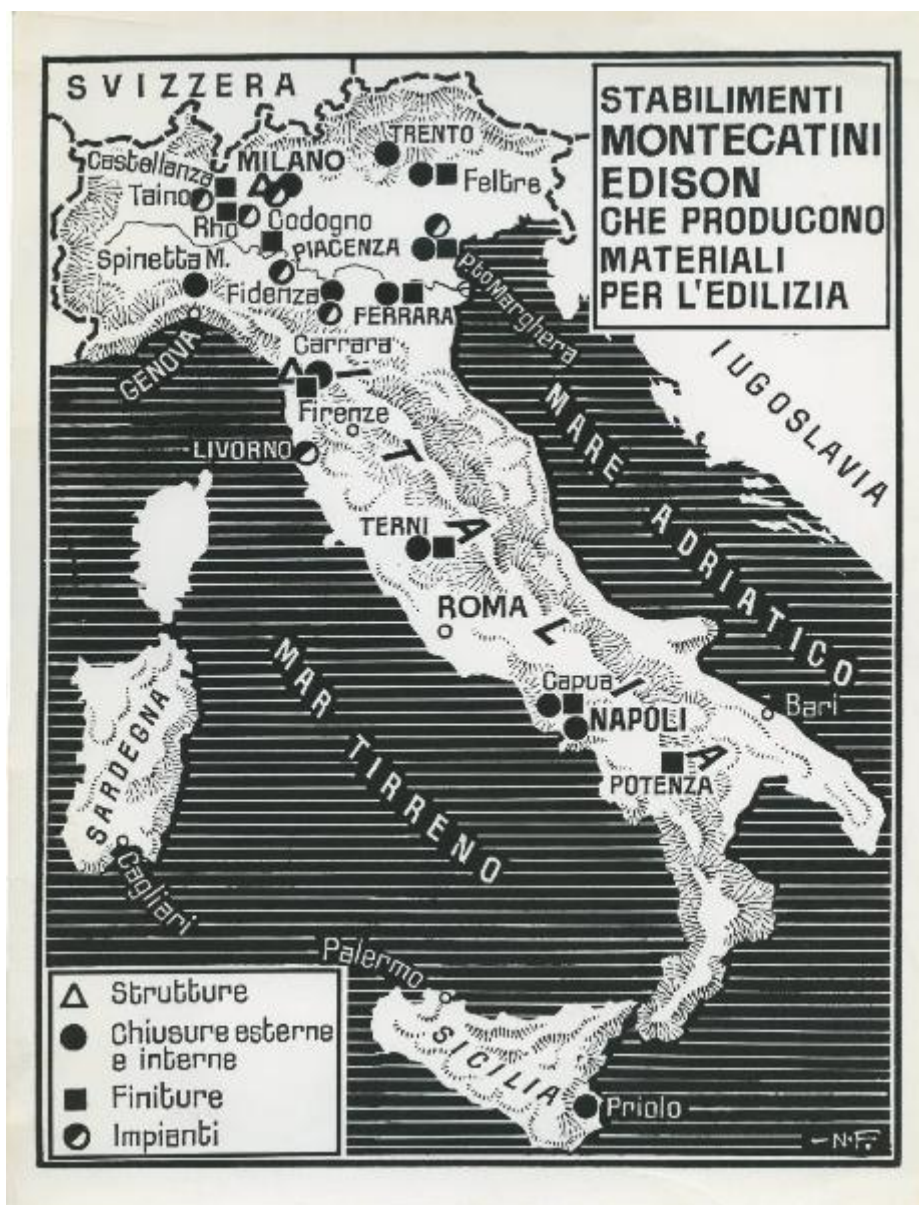 SVIZZERA
STABILIMENTI
MONTECATINI
EDISON
CHE PRODUCONO
MATERIALI
PER L'EDILIZIA
TRENTO
Castellanza
MILANO
Taino
Feltre
Rho
Codogno
PIACENZA
Spinetta M.
Fidenza
FERRARA
Pto Marghera
GENOVA
Carrara
IUGOSLAVIA
Firenze
LIVORNO
MARE ADRIATICO
ITALIA
TERNI
ROMA
MAR TIRRENO
Capua
NAPOLI
Bari
POTENZA
SARDEGNA
Cagliari
Palermo
SICILIA
Priolo
Strutture
Chiusure esterne
e interne
Finiture
Impianti
N.F.